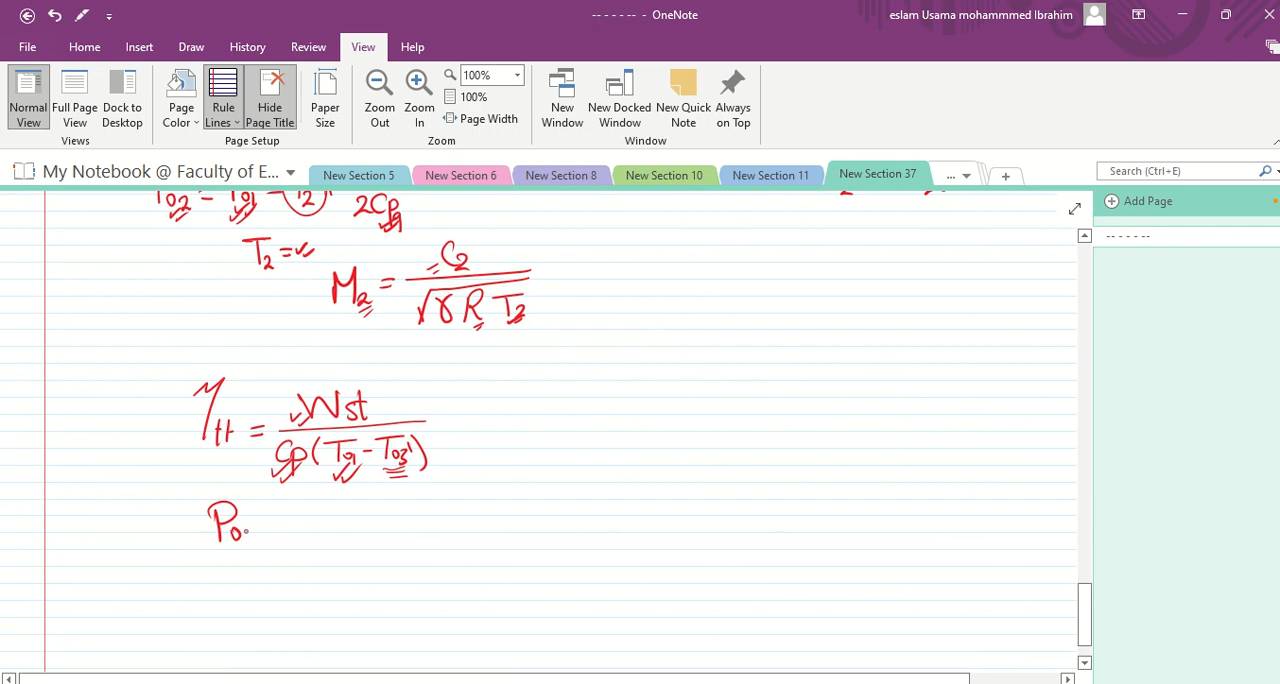 ------ - OneNote
eslam Usama mohammmed Ibrahim
File Home Insert Draw History Review View Help
Normal View
Full Page View
Dock to Desktop
Page Color
Rule Lines
Hide Page Title
Paper Size
Zoom Out
Zoom In
100%
100%
Page Width
New Window
New Docked Window
New Quick Note
Always on Top
Views
Page Setup
Zoom
Window
My Notebook @ Faculty of E...
New Section 5
New Section 6
New Section 8
New Section 10
New Section 11
New Section 37
...
Search (Ctrl+E)
Add Page
------
2Cp
T2 =
M2 = C2 / √γ R T2
ηtt = Wst / Cp (T01 - T03')
P0